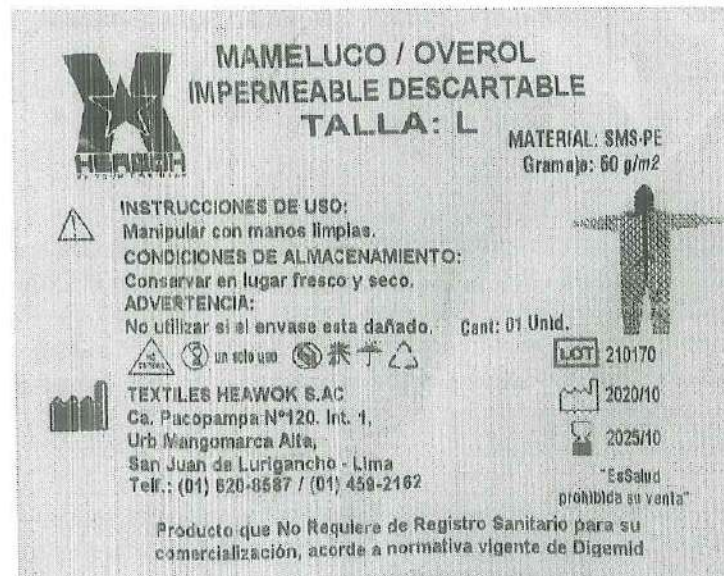 MAMELUCO / OVEROL
IMPERMEABLE DESCARTABLE
TALLA: L
MATERIAL: SMS-PE
Gramaje: 60 g/m2
INSTRUCCIONES DE USO:
Manipular con manos limpias.
CONDICIONES DE ALMACENAMIENTO:
Conservar en lugar fresco y seco.
ADVERTENCIA:
No utilizar si el envase esta dañado.
Cant: 01 Unid.
un solo uso
LOT 210170
TEXTILES HEAWOK S.AC
2020/10
Ca. Pacopampa N°120. Int. 1,
Urb Mangomarca Alta,
2025/10
San Juan de Lurigancho - Lima
Telf.: (01) 620-8587 / (01) 459-2162
"EsSalud
prohibida su venta"
Producto que No Requiere de Registro Sanitario para su
comercialización, acorde a normativa vigente de Digemid